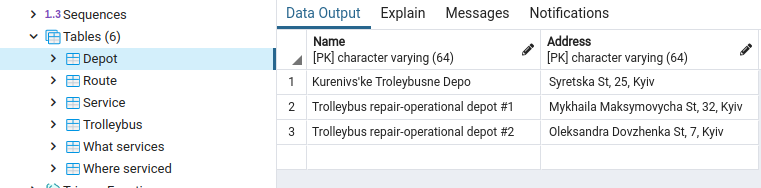 1..3 Sequences
Tables (6)
Depot
Route
Service
Trolleybus
What services
Where serviced
Data Output Explain Messages Notifications
Name Address
[PK] character varying (64) [PK] character varying (64)
1 Kurenivs'ke Troleybusne Depo Syretska St, 25, Kyiv
2 Trolleybus repair-operational depot #1 Mykhaila Maksymovycha St, 32, Kyiv
3 Trolleybus repair-operational depot #2 Oleksandra Dovzhenka St, 7, Kyiv